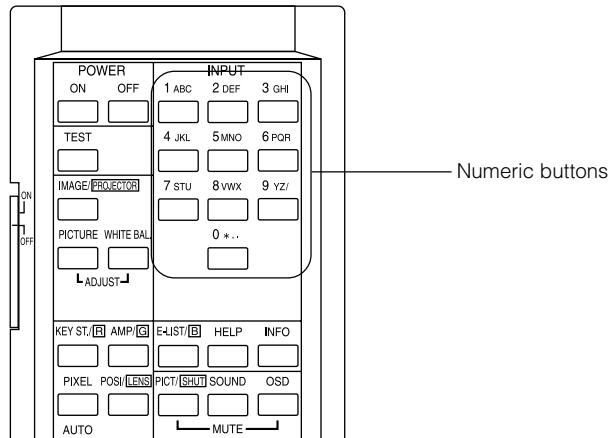 POWER INPUT
ON OFF 1 ABC 2 DEF 3 GHI
TEST 4 JKL 5 MNO 6 PQR
IMAGE/PROJECTOR 7 STU 8 VWX 9 YZ/
Numeric buttons
ON
OFF
PICTURE WHITE BAL. 0 *..
ADJUST
KEY ST./R AMP/G E-LIST/B HELP INFO
PIXEL POSI/LENS PICT/SHUT SOUND OSD
AUTO MUTE